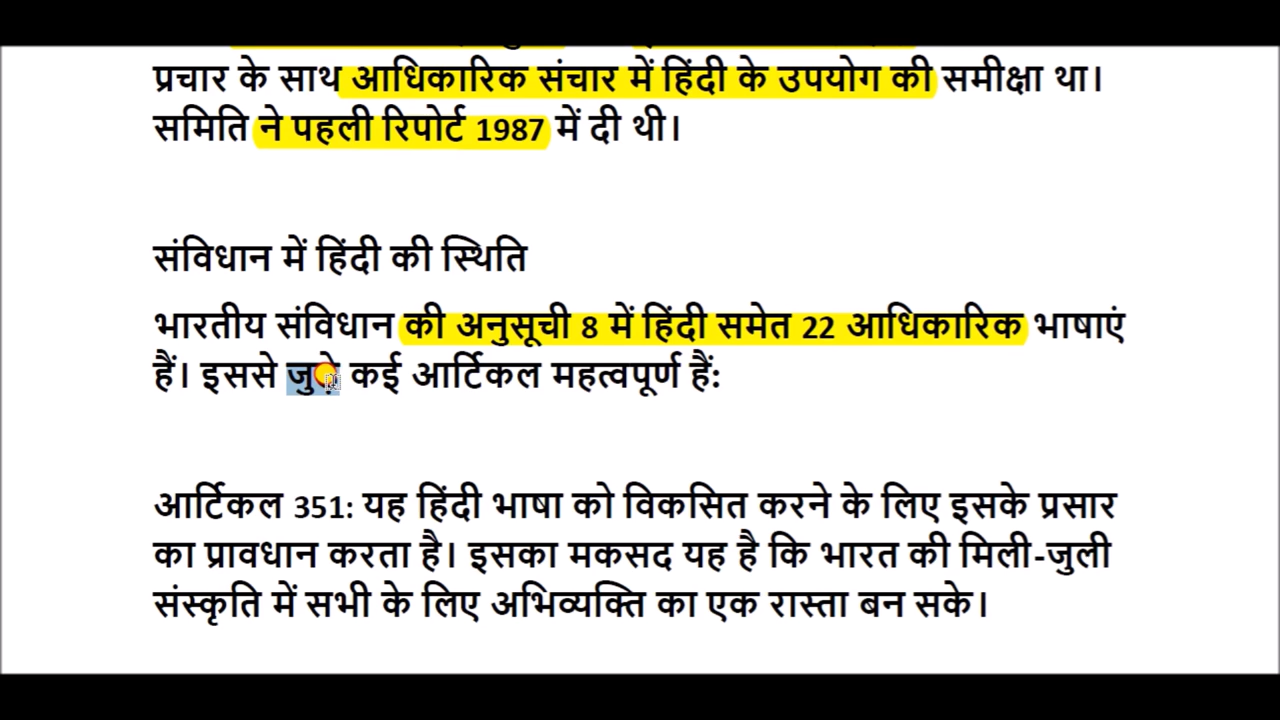 प्रचार के साथ आधिकारिक संचार में हिंदी के उपयोग की समीक्षा था।
समिति ने पहली रिपोर्ट 1987 में दी थी।
संविधान में हिंदी की स्थिति
भारतीय संविधान की अनुसूची 8 में हिंदी समेत 22 आधिकारिक भाषाएं
हैं। इससे जुड़े कई आर्टिकल महत्वपूर्ण हैं:
आर्टिकल 351: यह हिंदी भाषा को विकसित करने के लिए इसके प्रसार
का प्रावधान करता है। इसका मकसद यह है कि भारत की मिली-जुली
संस्कृति में सभी के लिए अभिव्यक्ति का एक रास्ता बन सके।